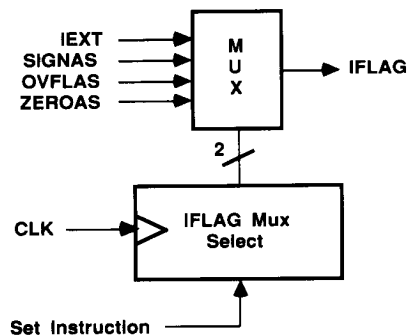 IEXT
SIGNAS
OVFLAS
ZEROAS
M
U
X
IFLAG
2
CLK
IFLAG Mux
Select
Set Instruction